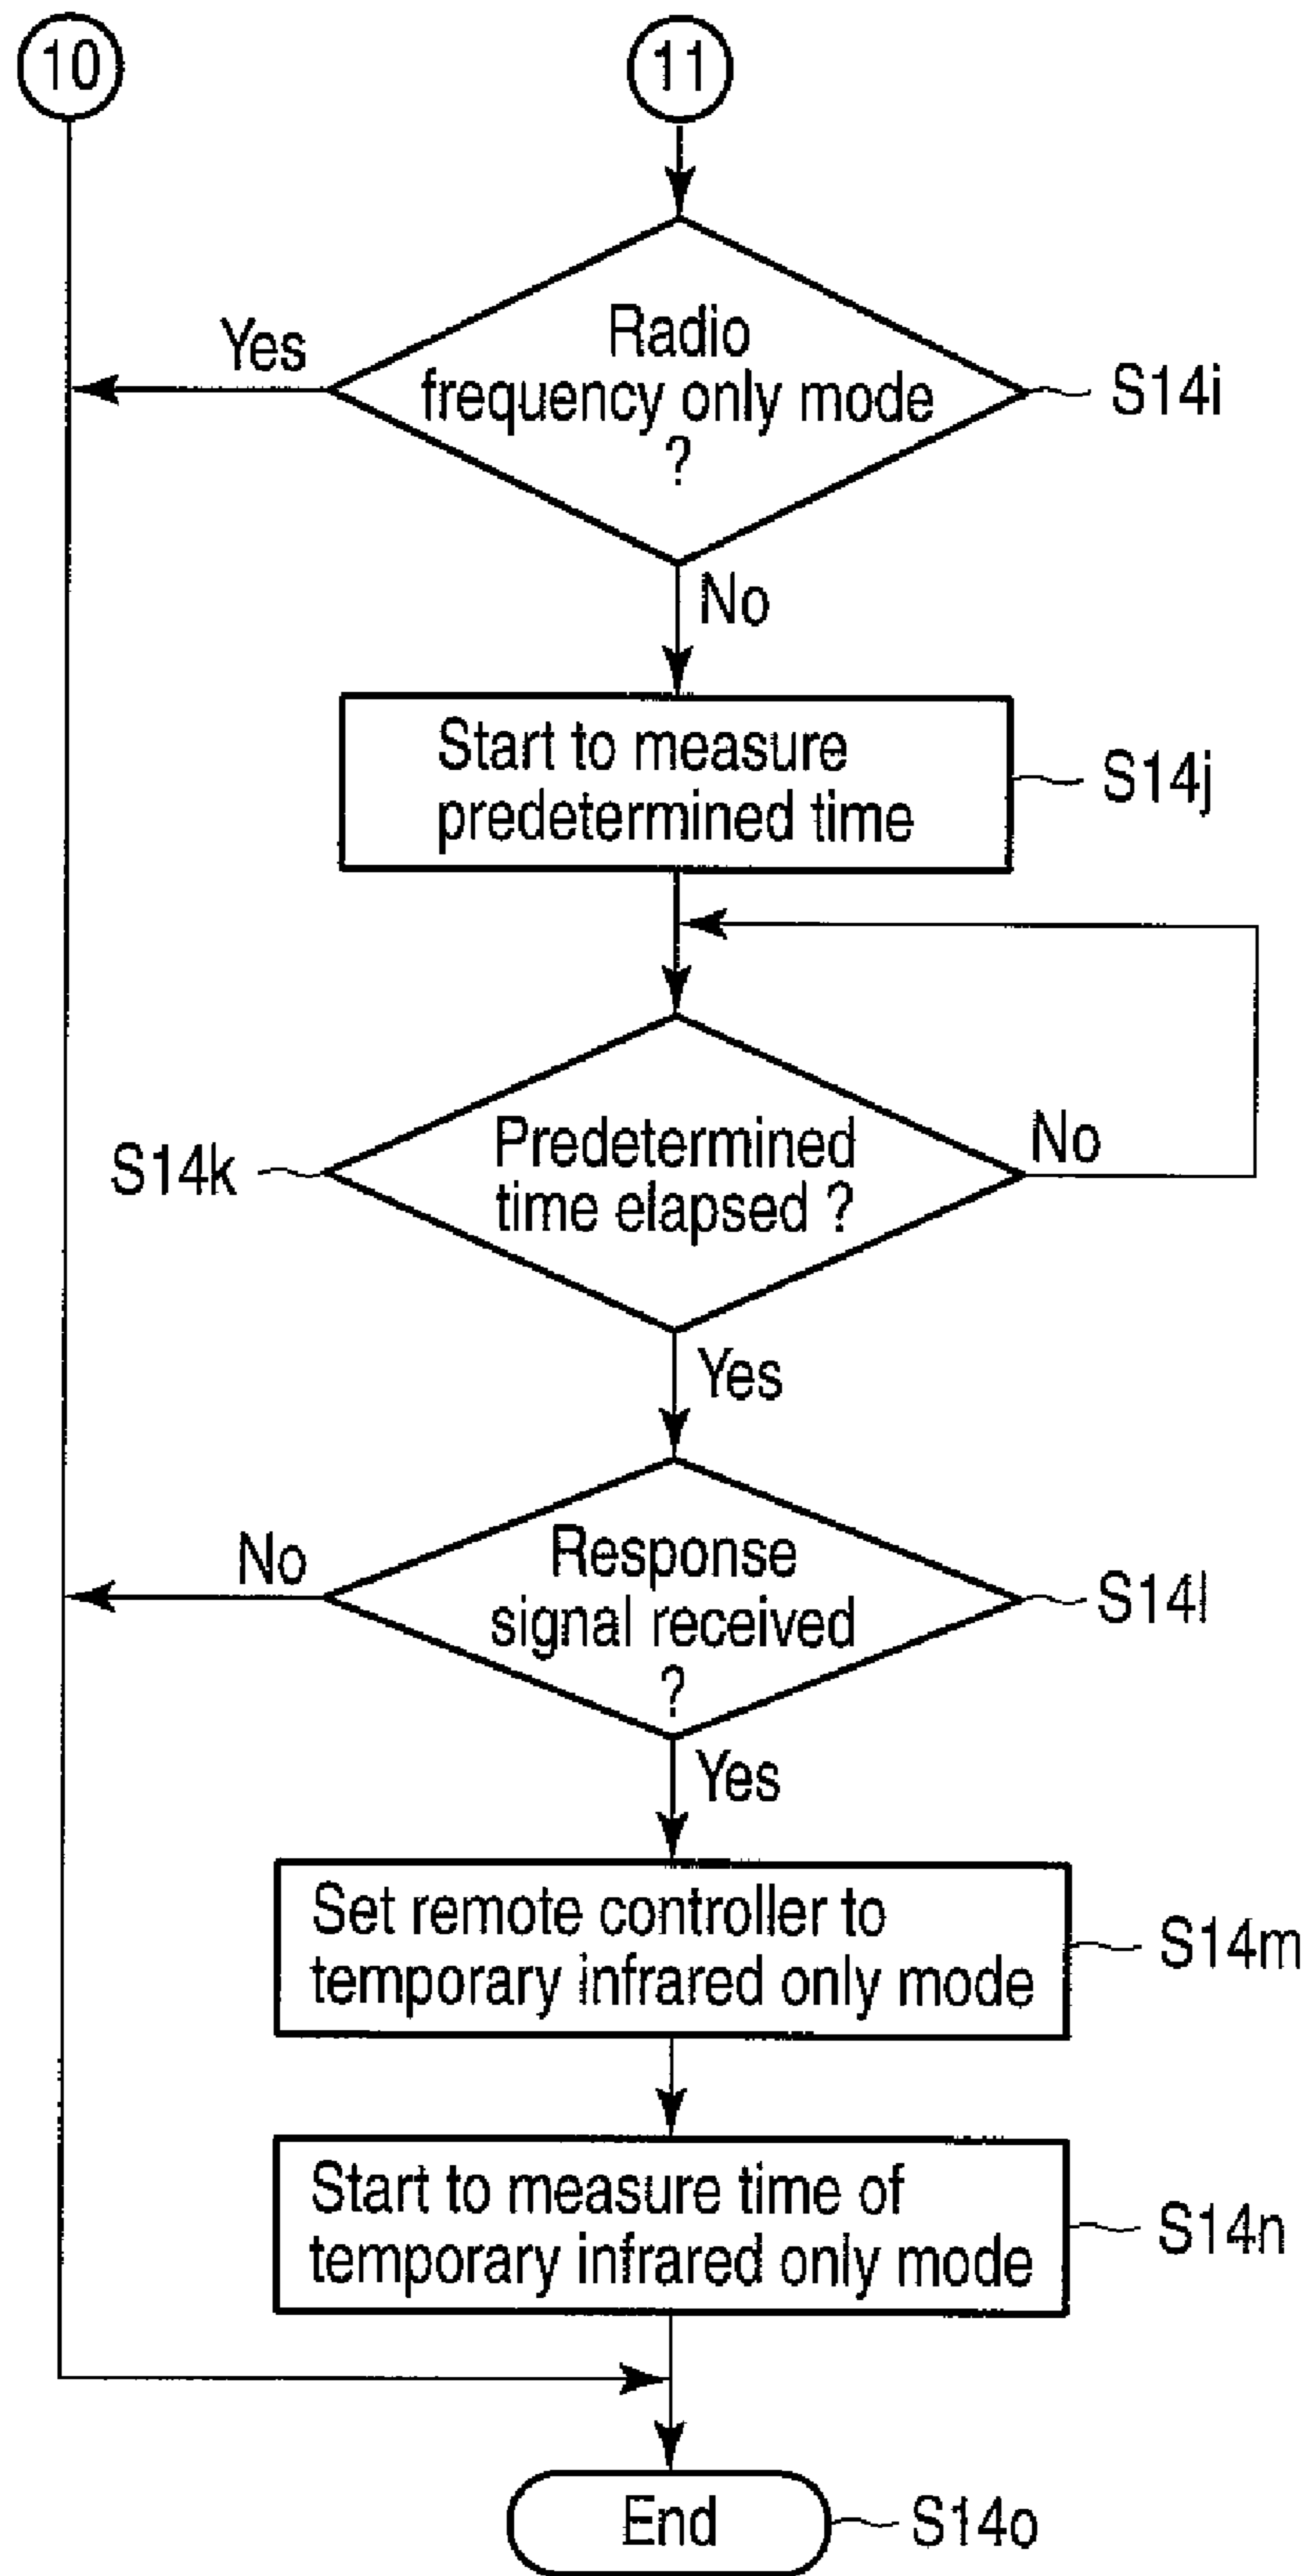 10
11
Radio
frequency only mode
?
Yes
S14i
No
Start to measure
predetermined time
S14j
Predetermined
time elapsed ?
S14k
No
Yes
Response
signal received
?
No
S14l
Yes
Set remote controller to
temporary infrared only mode
S14m
Start to measure time of
temporary infrared only mode
S14n
End
S14o